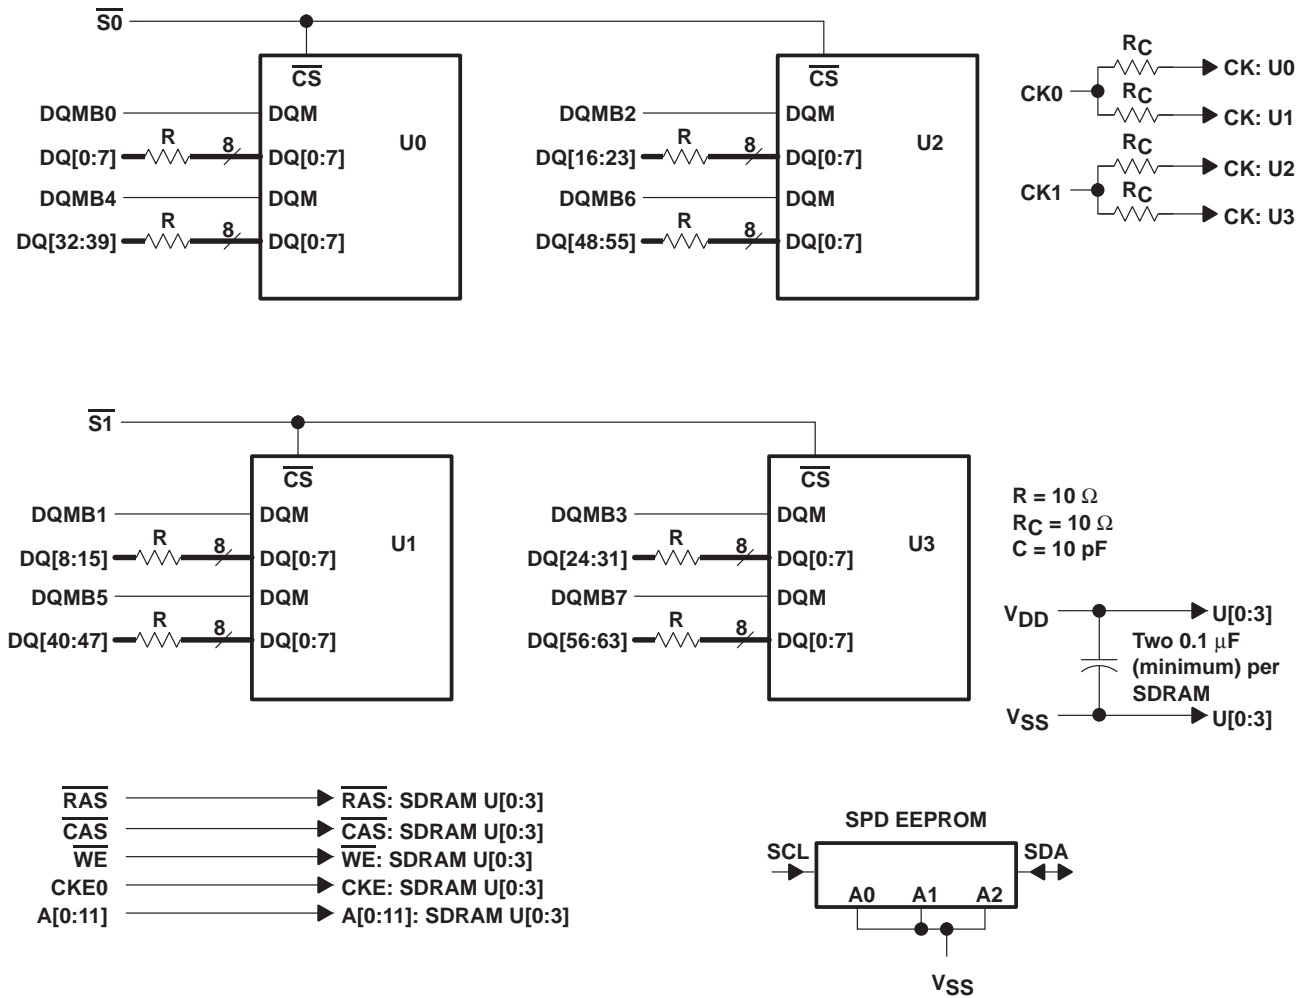 S0
CS
DQMB0
DQM
R
8
DQ[0:7]
DQ[0:7]
U0
DQMB4
DQM
R
8
DQ[32:39]
DQ[0:7]
CS
DQMB2
DQM
R
8
DQ[16:23]
DQ[0:7]
U2
DQMB6
DQM
R
8
DQ[48:55]
DQ[0:7]
RC
CK: U0
CK0
RC
CK: U1
RC
CK: U2
CK1
RC
CK: U3
S1
CS
DQMB1
DQM
R
8
DQ[8:15]
DQ[0:7]
U1
DQMB5
DQM
R
8
DQ[40:47]
DQ[0:7]
CS
DQMB3
DQM
R
8
DQ[24:31]
DQ[0:7]
U3
DQMB7
DQM
R
8
DQ[56:63]
DQ[0:7]
R = 10 Ω
RC = 10 Ω
C = 10 pF
VDD
U[0:3]
Two 0.1 μF
(minimum) per
SDRAM
VSS
U[0:3]
RAS
RAS: SDRAM U[0:3]
CAS
CAS: SDRAM U[0:3]
WE
WE: SDRAM U[0:3]
CKE0
CKE: SDRAM U[0:3]
A[0:11]
A[0:11]: SDRAM U[0:3]
SPD EEPROM
SCL
SDA
A0 A1 A2
VSS